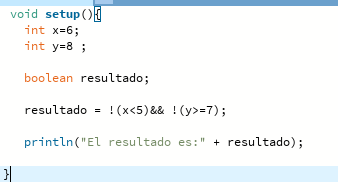 void setup(){
int x=6;
int y=8 ;
boolean resultado;
resultado = !(x<5)&& !(y>=7);
println("El resultado es:" + resultado);
}